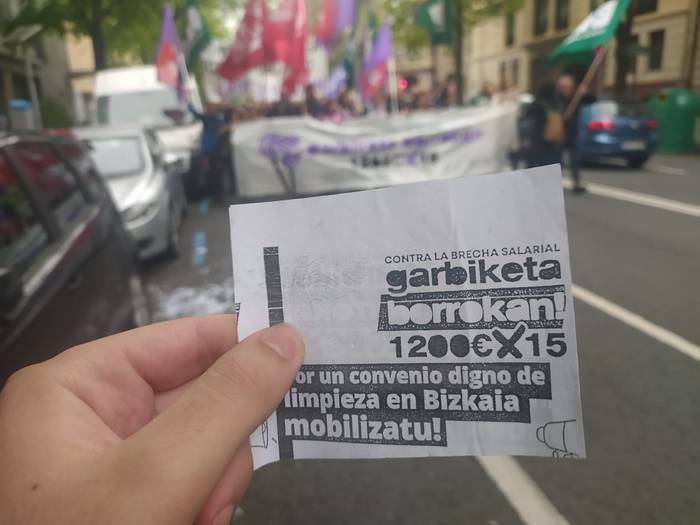 CONTRA LA BRECHA SALARIAL
garbiketa
borrokan!
1200€X15
or un convenio digno de
limpieza en Bizkaia
mobilizatu!